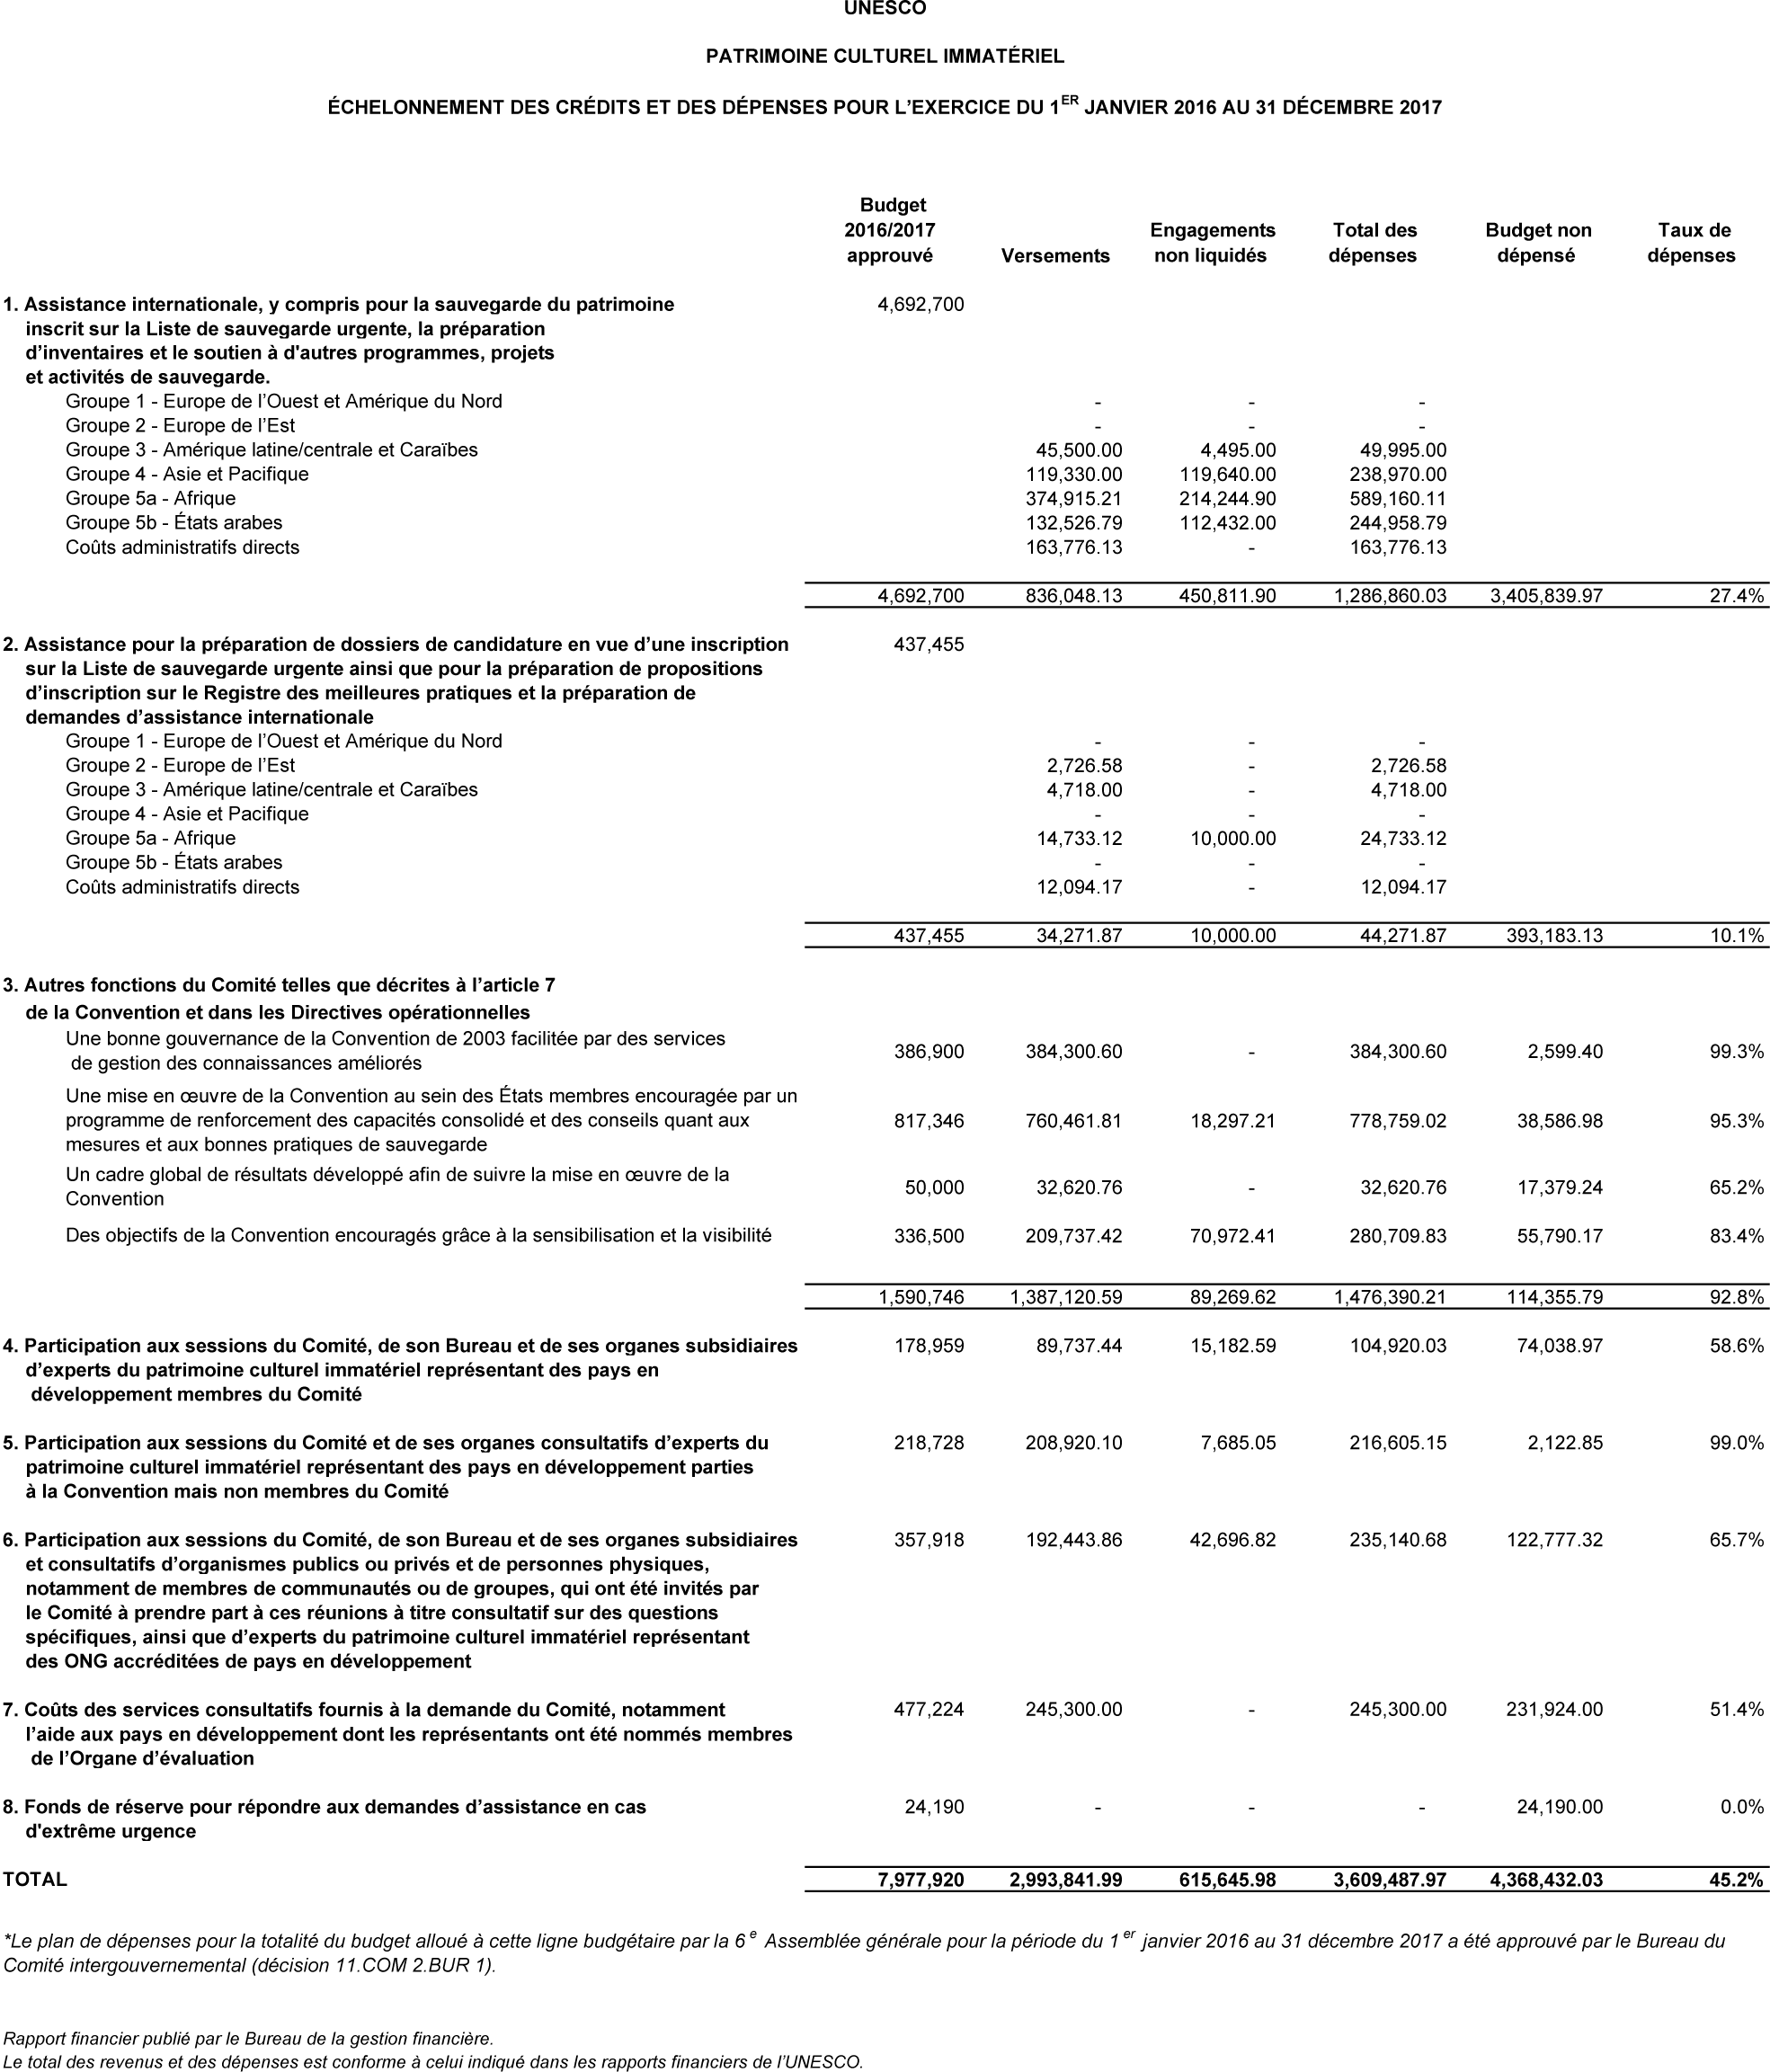 UNESCO
PATRIMOINE CULTUREL IMMATÉRIEL
ÉCHELONNEMENT DES CRÉDITS ET DES DÉPENSES POUR L’EXERCICE DU 1ER JANVIER 2016 AU 31 DÉCEMBRE 2017
Budget 2016/2017 approuvé Versements Engagements non liquidés Total des dépenses Budget non dépensé Taux de dépenses
1. Assistance internationale, y compris pour la sauvegarde du patrimoine 4,692,700
inscrit sur la Liste de sauvegarde urgente, la préparation
d’inventaires et le soutien à d'autres programmes, projets
et activités de sauvegarde.
Groupe 1 - Europe de l’Ouest et Amérique du Nord - - -
Groupe 2 - Europe de l’Est - - -
Groupe 3 - Amérique latine/centrale et Caraïbes 45,500.00 4,495.00 49,995.00
Groupe 4 - Asie et Pacifique 119,330.00 119,640.00 238,970.00
Groupe 5a - Afrique 374,915.21 214,244.90 589,160.11
Groupe 5b - États arabes 132,526.79 112,432.00 244,958.79
Coûts administratifs directs 163,776.13 - 163,776.13
4,692,700 836,048.13 450,811.90 1,286,860.03 3,405,839.97 27.4%
2. Assistance pour la préparation de dossiers de candidature en vue d’une inscription 437,455
sur la Liste de sauvegarde urgente ainsi que pour la préparation de propositions
d’inscription sur le Registre des meilleures pratiques et la préparation de
demandes d’assistance internationale
Groupe 1 - Europe de l’Ouest et Amérique du Nord - - -
Groupe 2 - Europe de l’Est 2,726.58 - 2,726.58
Groupe 3 - Amérique latine/centrale et Caraïbes 4,718.00 - 4,718.00
Groupe 4 - Asie et Pacifique - - -
Groupe 5a - Afrique 14,733.12 10,000.00 24,733.12
Groupe 5b - États arabes - - -
Coûts administratifs directs 12,094.17 - 12,094.17
437,455 34,271.87 10,000.00 44,271.87 393,183.13 10.1%
3. Autres fonctions du Comité telles que décrites à l’article 7
de la Convention et dans les Directives opérationnelles
Une bonne gouvernance de la Convention de 2003 facilitée par des services
de gestion des connaissances améliorés 386,900 384,300.60 - 384,300.60 2,599.40 99.3%
Une mise en œuvre de la Convention au sein des États membres encouragée par un
programme de renforcement des capacités consolidé et des conseils quant aux 817,346 760,461.81 18,297.21 778,759.02 38,586.98 95.3%
mesures et aux bonnes pratiques de sauvegarde
Un cadre global de résultats développé afin de suivre la mise en œuvre de la
Convention 50,000 32,620.76 - 32,620.76 17,379.24 65.2%
Des objectifs de la Convention encouragés grâce à la sensibilisation et la visibilité 336,500 209,737.42 70,972.41 280,709.83 55,790.17 83.4%
1,590,746 1,387,120.59 89,269.62 1,476,390.21 114,355.79 92.8%
4. Participation aux sessions du Comité, de son Bureau et de ses organes subsidiaires 178,959 89,737.44 15,182.59 104,920.03 74,038.97 58.6%
d’experts du patrimoine culturel immatériel représentant des pays en
développement membres du Comité
5. Participation aux sessions du Comité et de ses organes consultatifs d’experts du 218,728 208,920.10 7,685.05 216,605.15 2,122.85 99.0%
patrimoine culturel immatériel représentant des pays en développement parties
à la Convention mais non membres du Comité
6. Participation aux sessions du Comité, de son Bureau et de ses organes subsidiaires 357,918 192,443.86 42,696.82 235,140.68 122,777.32 65.7%
et consultatifs d’organismes publics ou privés et de personnes physiques,
notamment de membres de communautés ou de groupes, qui ont été invités par
le Comité à prendre part à ces réunions à titre consultatif sur des questions
spécifiques, ainsi que d’experts du patrimoine culturel immatériel représentant
des ONG accréditées de pays en développement
7. Coûts des services consultatifs fournis à la demande du Comité, notamment 477,224 245,300.00 - 245,300.00 231,924.00 51.4%
l’aide aux pays en développement dont les représentants ont été nommés membres
de l’Organe d’évaluation
8. Fonds de réserve pour répondre aux demandes d’assistance en cas 24,190 - - - 24,190.00 0.0%
d'extrême urgence
TOTAL 7,977,920 2,993,841.99 615,645.98 3,609,487.97 4,368,432.03 45.2%
*Le plan de dépenses pour la totalité du budget alloué à cette ligne budgétaire par la 6e Assemblée générale pour la période du 1er janvier 2016 au 31 décembre 2017 a été approuvé par le Bureau du
Comité intergouvernemental (décision 11.COM 2.BUR 1).
Rapport financier publié par le Bureau de la gestion financière.
Le total des revenus et des dépenses est conforme à celui indiqué dans les rapports financiers de l’UNESCO.